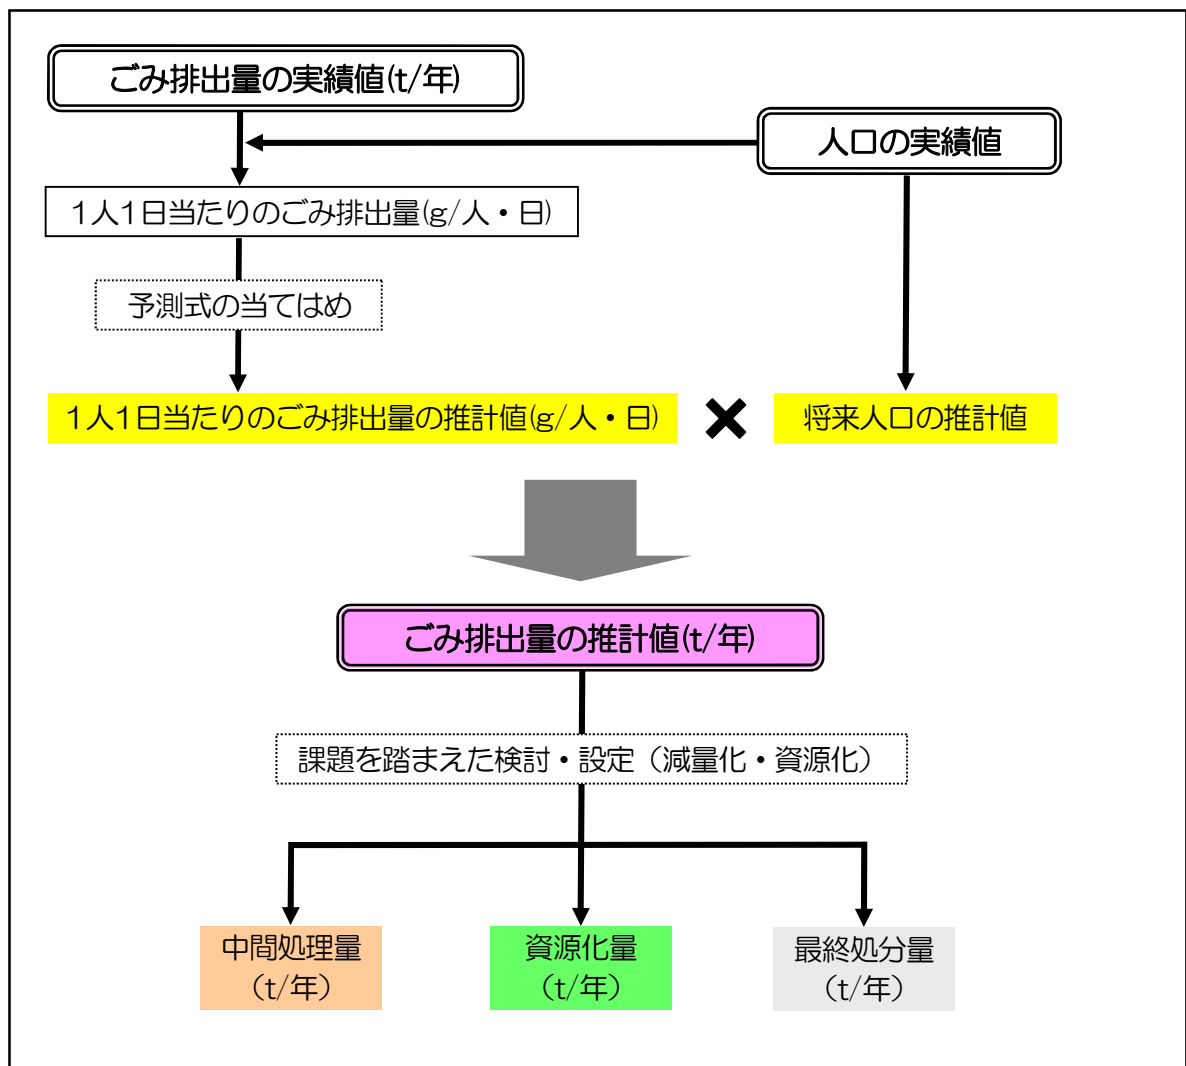 ごみ排出量の実績値(t/年)
人口の実績値
1人1日当たりのごみ排出量(g/人・日)
予測式の当てはめ
1人1日当たりのごみ排出量の推計値(g/人・日)
×
将来人口の推計値
ごみ排出量の推計値(t/年)
課題を踏まえた検討・設定（減量化・資源化）
中間処理量
（t/年）
資源化量
（t/年）
最終処分量
（t/年）